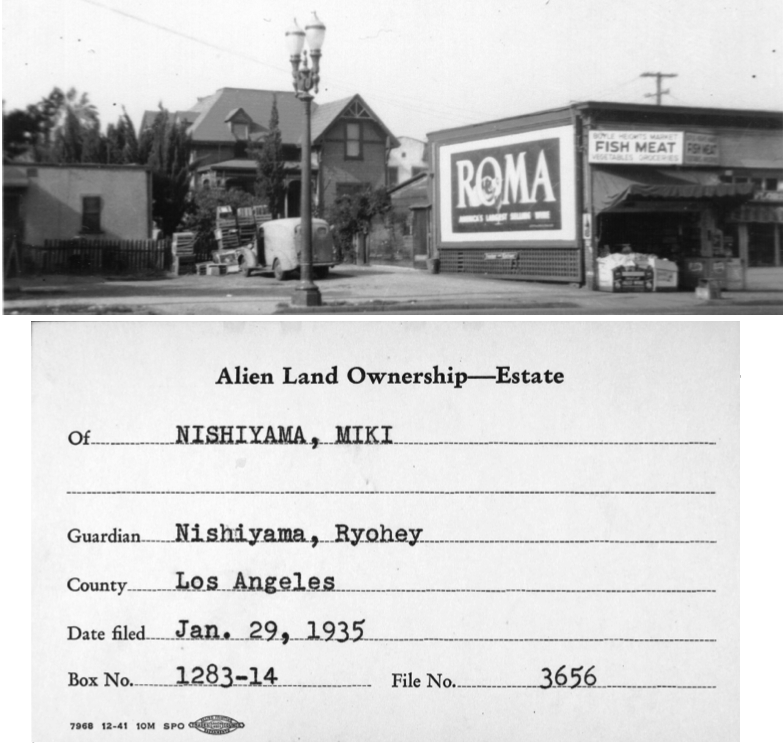 ROMA
AMERICA'S LARGEST SELLING WINE
BOYLE HEIGHTS MARKET
FISH MEAT
VEGETABLES GROCERIES
FISH MEAT
Alien Land Ownership—Estate
Of NISHIYAMA, MIKI
Guardian Nishiyama, Ryohey
County Los Angeles
Date filed Jan. 29, 1935
Box No. 1283-14 File No. 3656
7968 12-41 10M SPO